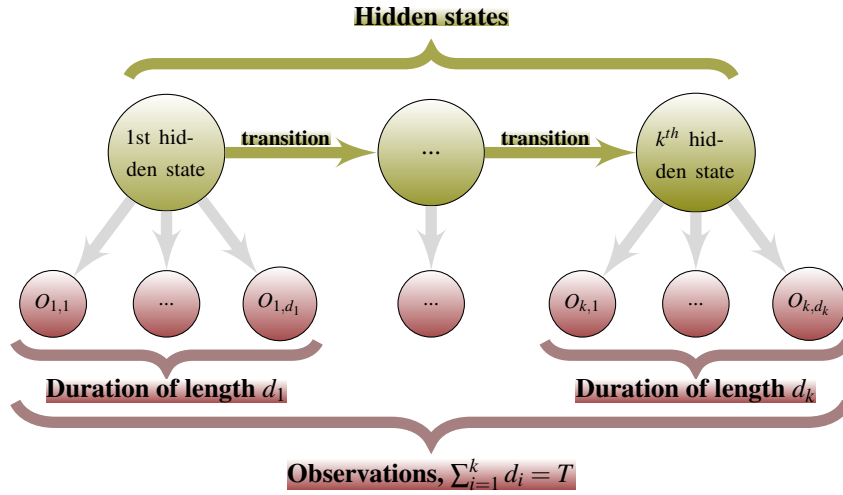 Hidden states
1st hid-
den state
transition
...
transition
$k^{th}$ hid-
den state
$O_{1,1}$
...
$O_{1,d_1}$
...
$O_{k,1}$
...
$O_{k,d_k}$
Duration of length $d_1$
Duration of length $d_k$
Observations, $\sum_{i=1}^{k} d_i = T$